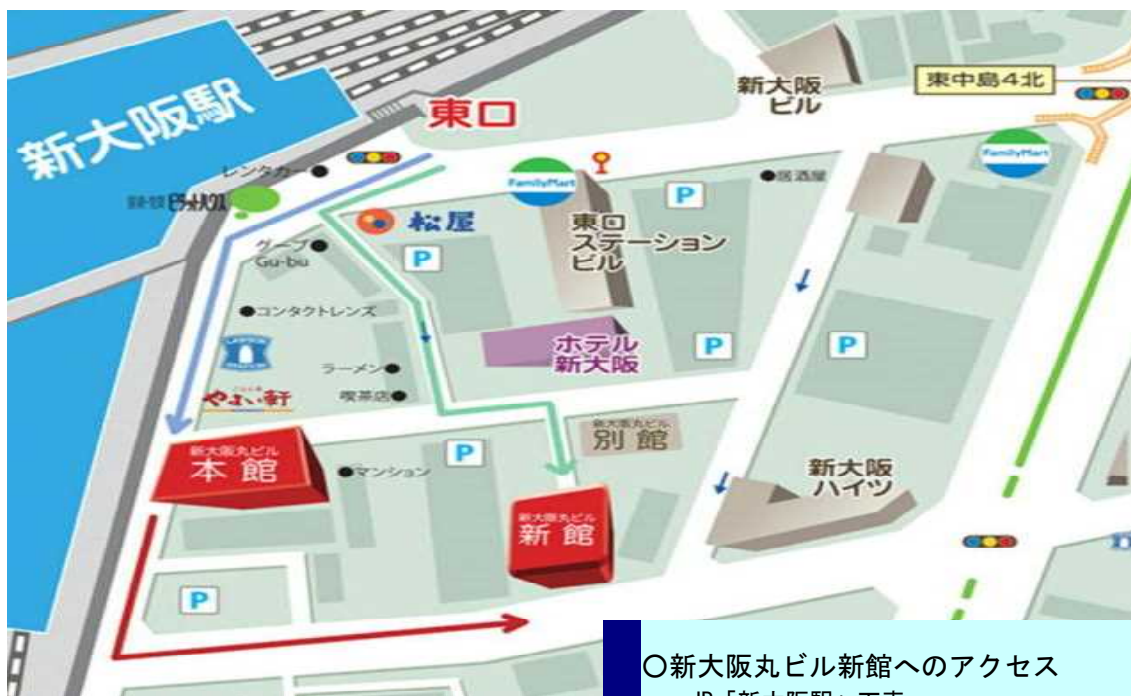 新大阪駅
東口
新大阪
ビル
東中島4北
レンタカー
FamilyMart
FamilyMart
松屋
東口
ステーション
ビル
P
居酒屋
グーブ
Gu-bu
P
コンタクトレンズ
ホテル
新大阪
P
P
ラーメン
やよい軒
喫茶店
新大阪丸ビル
別館
新大阪丸ビル
本館
マンション
P
新大阪
ハイツ
新大阪丸ビル
新館
P
〇新大阪丸ビル新館へのアクセス